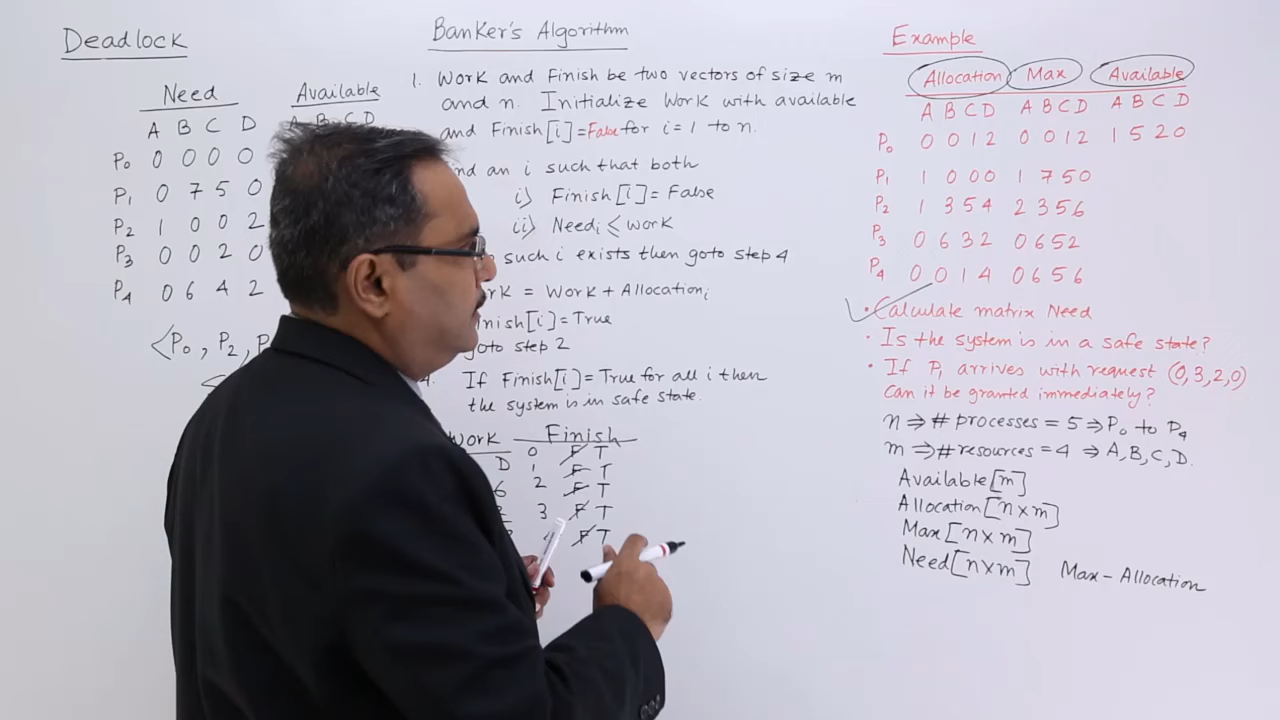 Deadlock
Need
Available
A B C D
A B C D
P0 0 0 0 0
P1 0 7 5 0
P2 1 0 0 2
P3 0 0 2 0
P4 0 6 4 2
<P0, P2, P
<
Banker's Algorithm
1. Work and Finish be two vectors of size m
and n. Initialize Work with available
and Finish[i]=False for i=1 to n.
an i such that both
i) Finish[i]=False
ii) Needi ≤ work
such i exists then goto step 4
= Work + Allocationi
Finish[i]=True
goto step 2
4. If Finish[i]=True for all i then
the system is in safe state.
Work Finish
D
0 F T
1 F T
6 2 F T
3 F T
F T
Example
Allocation Max Available
A B C D A B C D A B C D
P0 0 0 1 2 0 0 1 2 1 5 2 0
P1 1 0 0 0 1 7 5 0
P2 1 3 5 4 2 3 5 6
P3 0 6 3 2 0 6 5 2
P4 0 0 1 4 0 6 5 6
• Calculate matrix Need
• Is the system is in a safe state?
• If P1 arrives with request (0,3,2,0)
Can it be granted immediately?
n ⇒ # processes = 5 ⇒ P0 to P4
m ⇒ # resources = 4 ⇒ A, B, C, D.
Available[m]
Allocation[n×m]
Max[n×m]
Need[n×m] Max - Allocation